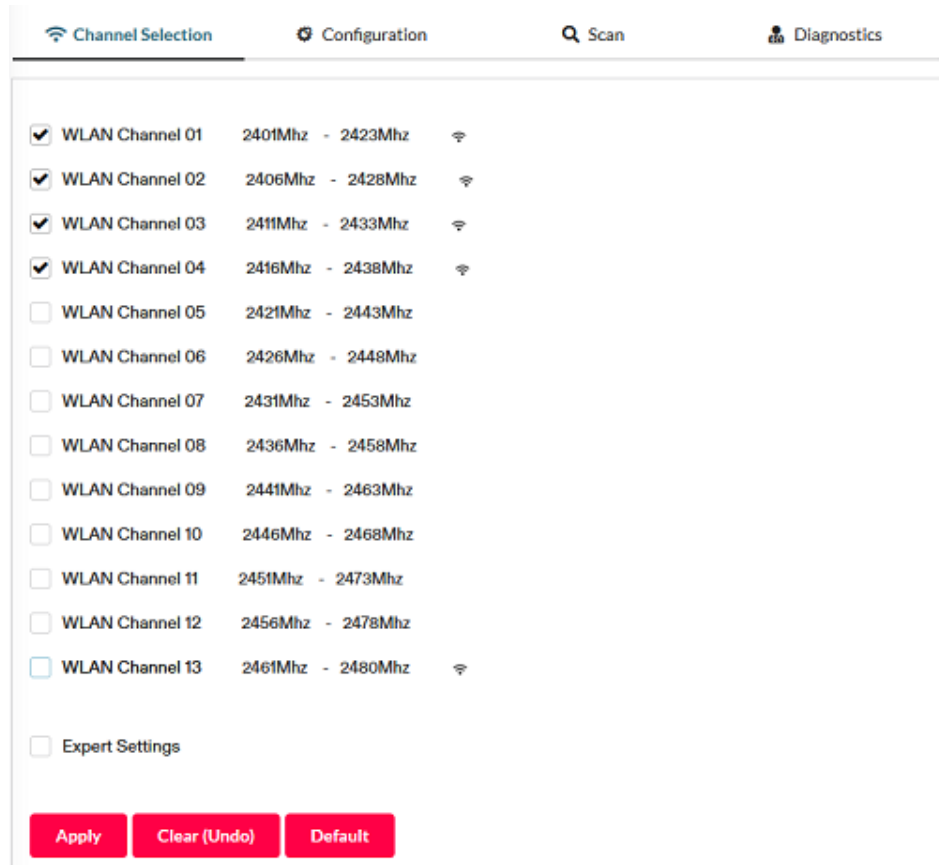 Channel Selection Configuration Scan Diagnostics
WLAN Channel 01 2401Mhz - 2423Mhz
WLAN Channel 02 2406Mhz - 2428Mhz
WLAN Channel 03 2411Mhz - 2433Mhz
WLAN Channel 04 2416Mhz - 2438Mhz
WLAN Channel 05 2421Mhz - 2443Mhz
WLAN Channel 06 2426Mhz - 2448Mhz
WLAN Channel 07 2431Mhz - 2453Mhz
WLAN Channel 08 2436Mhz - 2458Mhz
WLAN Channel 09 2441Mhz - 2463Mhz
WLAN Channel 10 2446Mhz - 2468Mhz
WLAN Channel 11 2451Mhz - 2473Mhz
WLAN Channel 12 2456Mhz - 2478Mhz
WLAN Channel 13 2461Mhz - 2480Mhz
Expert Settings
Apply Clear (Undo) Default